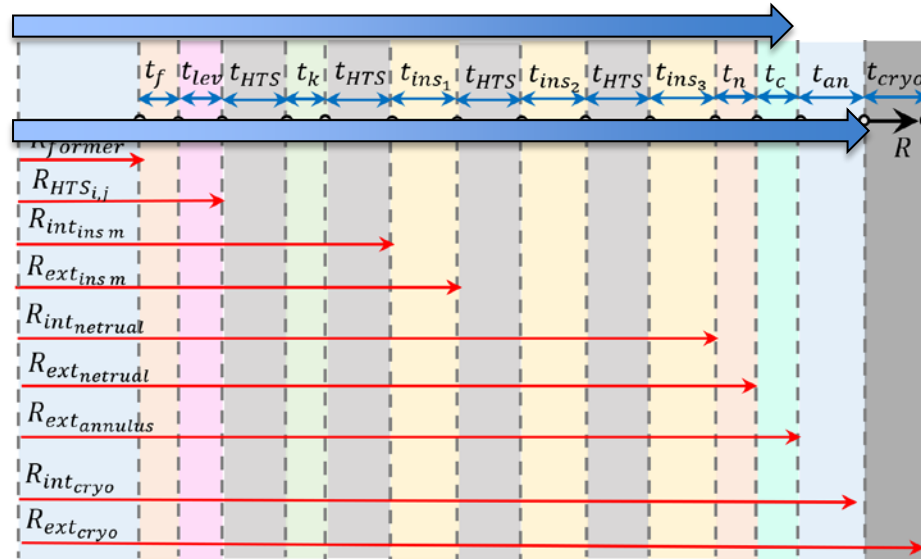 t_f t_lev t_HTS t_k t_HTS t_ins_1 t_HTS t_ins_2 t_HTS t_ins_3 t_n t_c t_an t_cryo
R
R_former
R_HTS_i,j
R_int_ins m
R_ext_ins m
R_int_netrual
R_ext_netrual
R_ext_annulus
R_int_cryo
R_ext_cryo